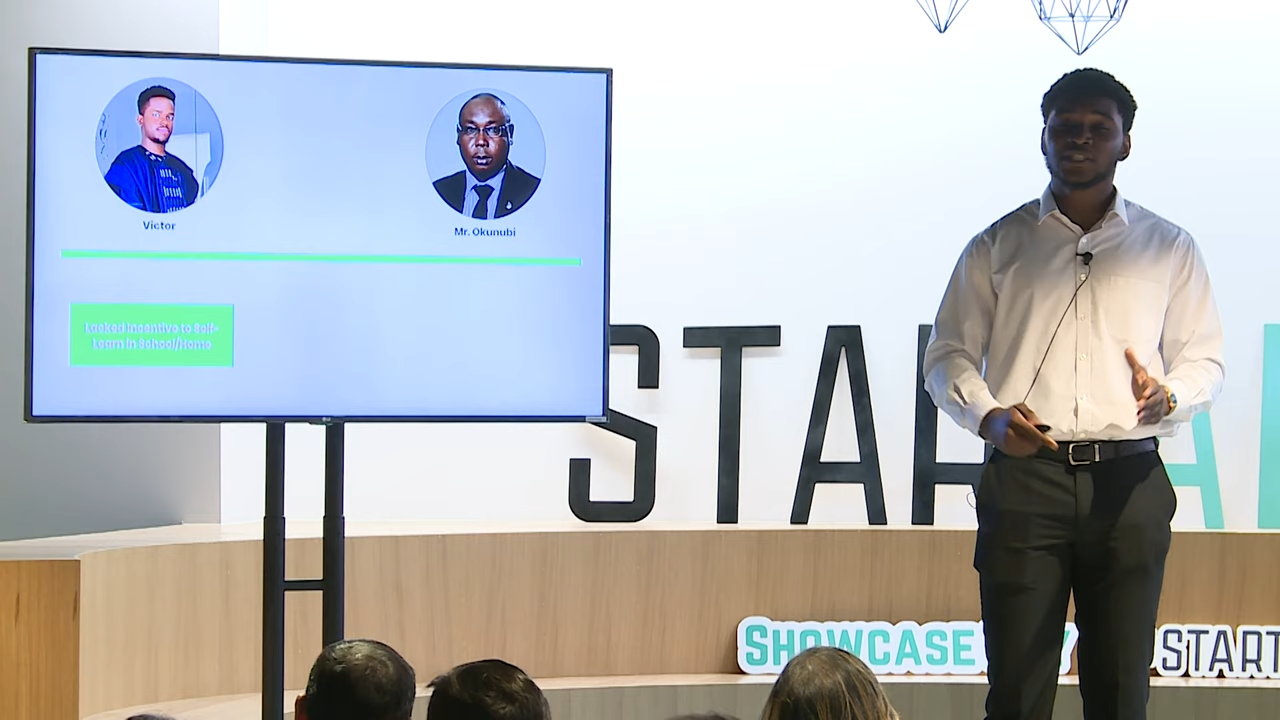 Victor
Mr. Okunubi
Lacked Incentive to Self-
Learn in School/Home
STAR
SHOWCASE
START